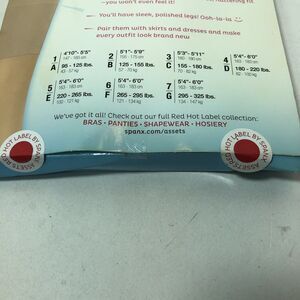 you won't even feel it!
You'll have sleek, polished legs! Ooh-la-la
Pair them with skirts and dresses and make
every outfit look brand new
1 A 4'10"- 5'5" 95 - 125 lbs.
2 B 5'1"- 5'9" 125 - 155 lbs.
3 C 5'3"- 5'11" 155 - 180 lbs.
4 D 5'4"- 6'0" 180 - 220 lbs.
5 E 5'4"- 6'0" 220 - 265 lbs.
6 F 5'4"- 6'0" 265 - 295 lbs.
7 G 5'4"- 6'0" 295 - 325 lbs.
We've got it all! Check out our full Red Hot Label collection:
BRAS • PANTIES • SHAPEWEAR • HOSIERY
spanx.com/assets
RED HOT LABEL BY SPANX
ASSETS RED HOT LABEL BY SPANX